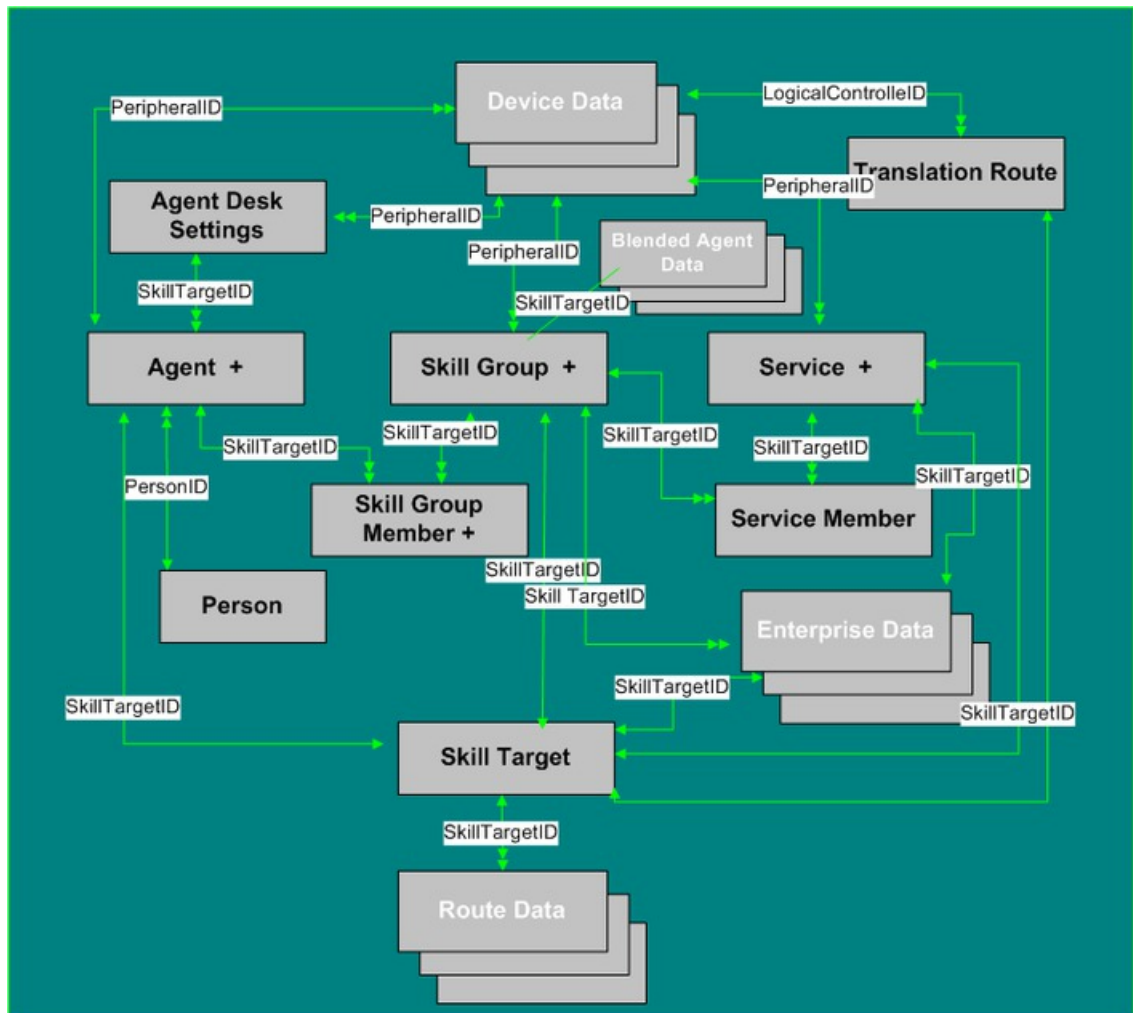 Device Data
PeripheralID
LogicalControlleID
Translation Route
PeripheralID
Agent Desk
Settings
PeripheralID
PeripheralID
Blended Agent
Data
SkillTargetID
SkillTargetID
Agent +
Skill Group +
Service +
SkillTargetID
SkillTargetID
SkillTargetID
SkillTargetID
SkillTargetID
PersonID
Skill Group
Member +
Service Member
SkillTargetID
Skill TargetID
Person
Enterprise Data
SkillTargetID
SkillTargetID
SkillTargetID
Skill Target
SkillTargetID
Route Data